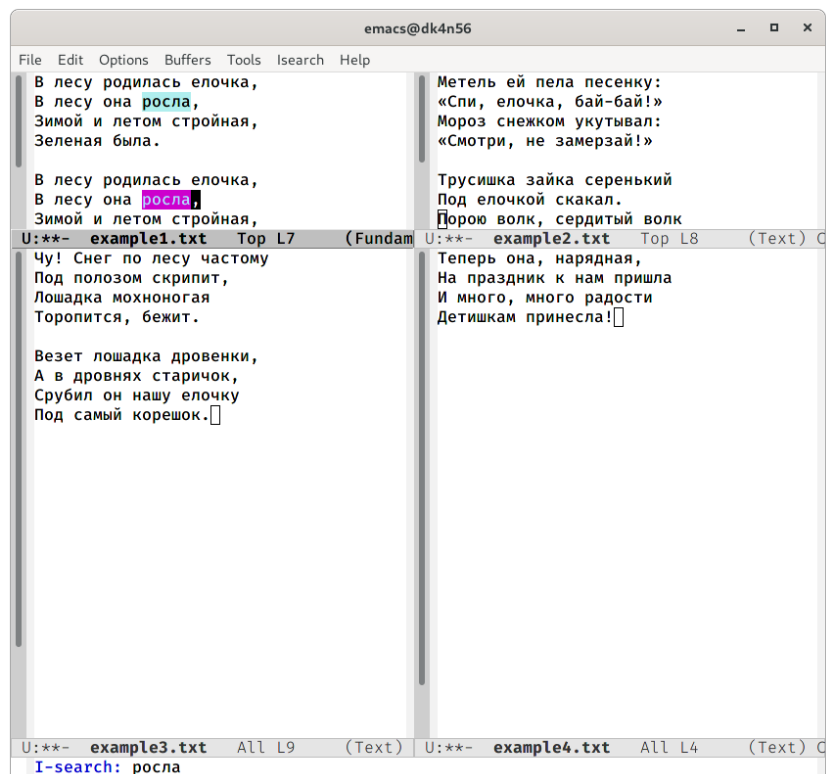 emacs@dk4n56
File Edit Options Buffers Tools Isearch Help
В лесу родилась елочка,
В лесу она росла,
Зимой и летом стройная,
Зеленая была.
В лесу родилась елочка,
В лесу она росла,
Зимой и летом стройная,
U:**- example1.txt Top L7 (Fundam
Метель ей пела песенку:
«Спи, елочка, бай-бай!»
Мороз снежком укутывал:
«Смотри, не замерзай!»
Трусишка зайка серенький
Под елочкой скакал.
Порою волк, сердитый волк
U:**- example2.txt Top L8 (Text) C
Чу! Снег по лесу частому
Под полозом скрипит,
Лошадка мохноногая
Торопится, бежит.
Везет лошадка дровенки,
А в дровнях старичок,
Срубил он нашу елочку
Под самый корешок.
U:**- example3.txt All L9 (Text)
Теперь она, нарядная,
На праздник к нам пришла
И много, много радости
Детишкам принесла!
U:**- example4.txt All L4 (Text) C
I-search: росла